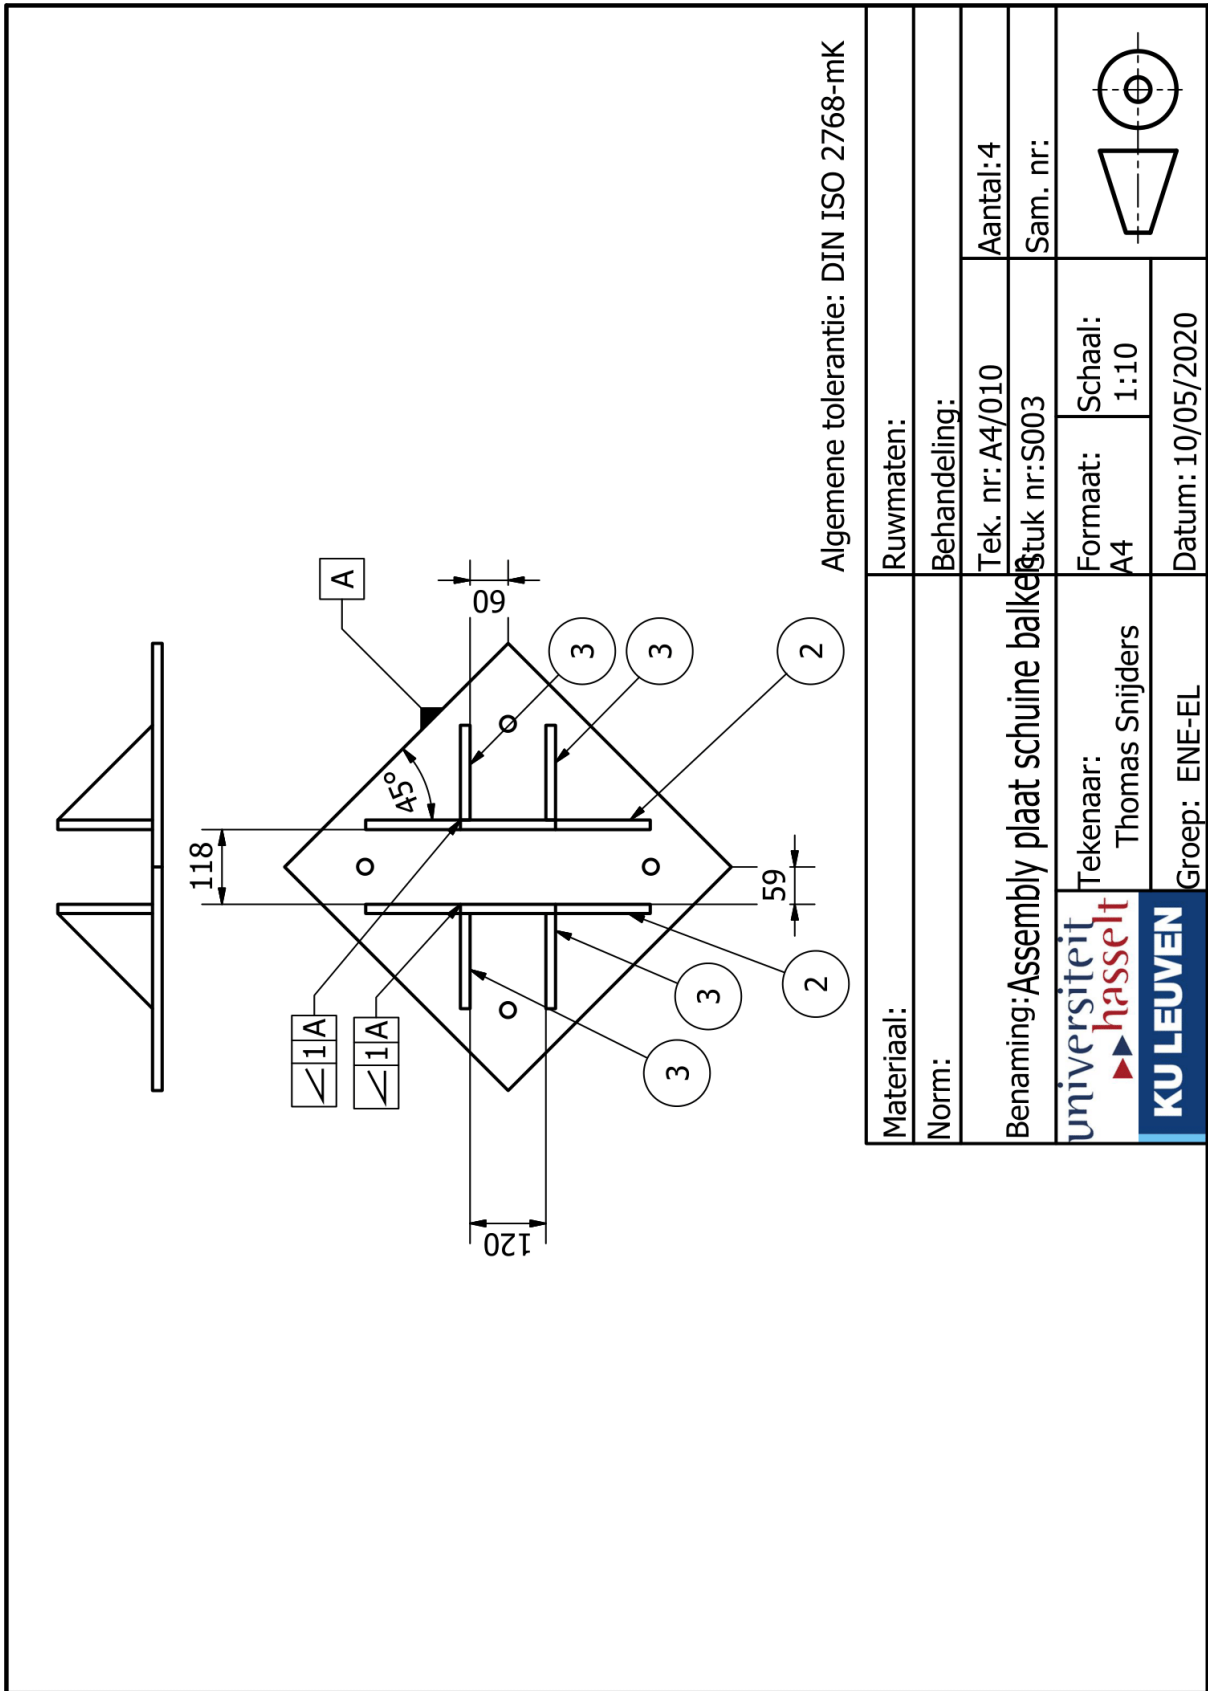 A
118
60
45°
1 A
1 A
3
3
2
59
3
2
3
120
Algemene tolerantie: DIN ISO 2768-mK
Materiaal:
Ruwmaten:
Norm:
Behandeling:
Benaming:Assembly plaat schuine balken
Tek. nr: A4/010
Aantal:4
Stuk nr:S003
Sam. nr:
universiteit
hasselt
KU LEUVEN
Tekenaar:
Thomas Snijders
Formaat:
A4
Schaal:
1:10
Groep: ENE-EL
Datum: 10/05/2020